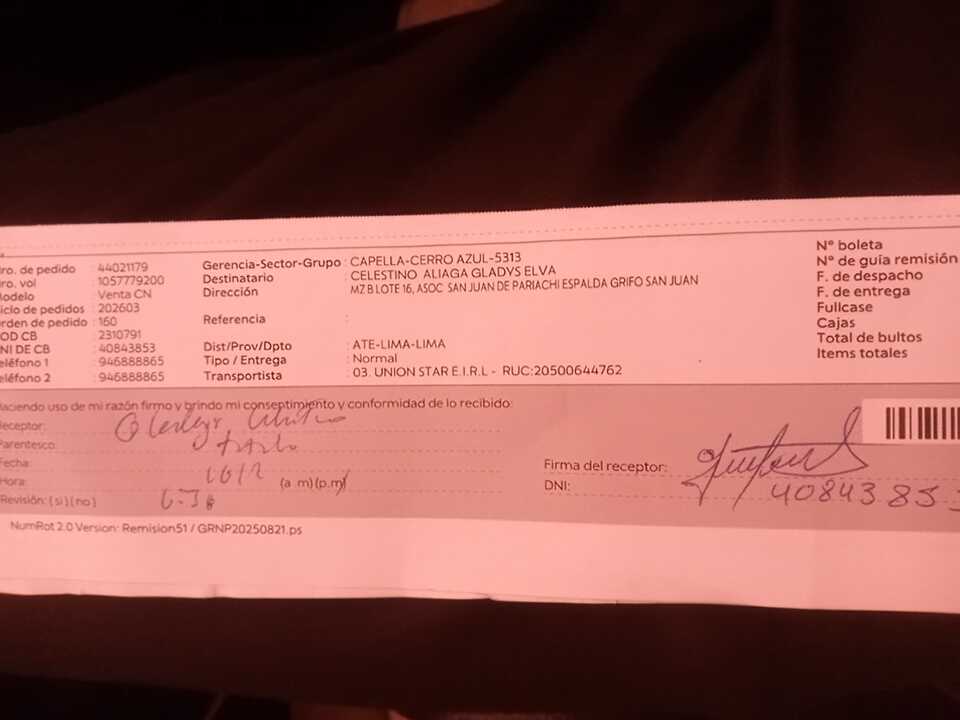 ro. de pedido : 44021179
ro. vol : 1057779200
odelo : Venta CN
iclo de pedidos : 202603
rden de pedido : 160
OD CB : 2310791
NI DE CB : 40843853
eléfono 1 : 946888865
eléfono 2 : 946888865
Gerencia-Sector-Grupo : CAPELLA-CERRO AZUL-5313
Destinatario : CELESTINO ALIAGA GLADYS ELVA
Dirección : MZ B LOTE 16, ASOC SAN JUAN DE PARIACHI ESPALDA GRIFO SAN JUAN
Referencia :
Dist/Prov/Dpto : ATE-LIMA-LIMA
Tipo / Entrega : Normal
Transportista : 03. UNION STAR E.I.R.L - RUC:20500644762
N° boleta
N° de guía remisión
F. de despacho
F. de entrega
Fullcase
Cajas
Total de bultos
Items totales
aciendo uso de mi razón firmo y brindo mi conseptimiento y conformidad de lo recibido:
eceptor:
arentesco:
echa:
ora: (a m)(p.m)
Revisión: (si)(no)
Firma del receptor:
DNI: 4084385
NumRot 2.0 Version: Remision51 / GRNP20250821.ps